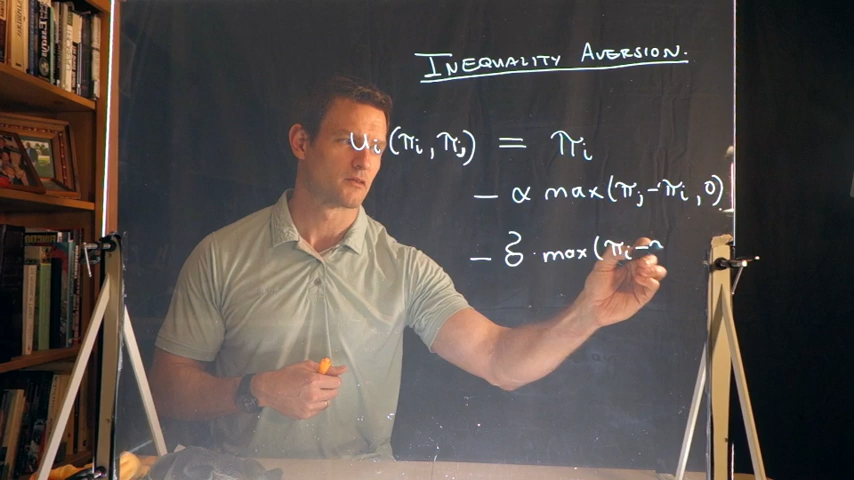 INEQUALITY AVERSION.
uᵢ(πᵢ, πⱼ) = πᵢ
– α max(πⱼ – πᵢ, 0)
– ξ · max(πᵢ – π